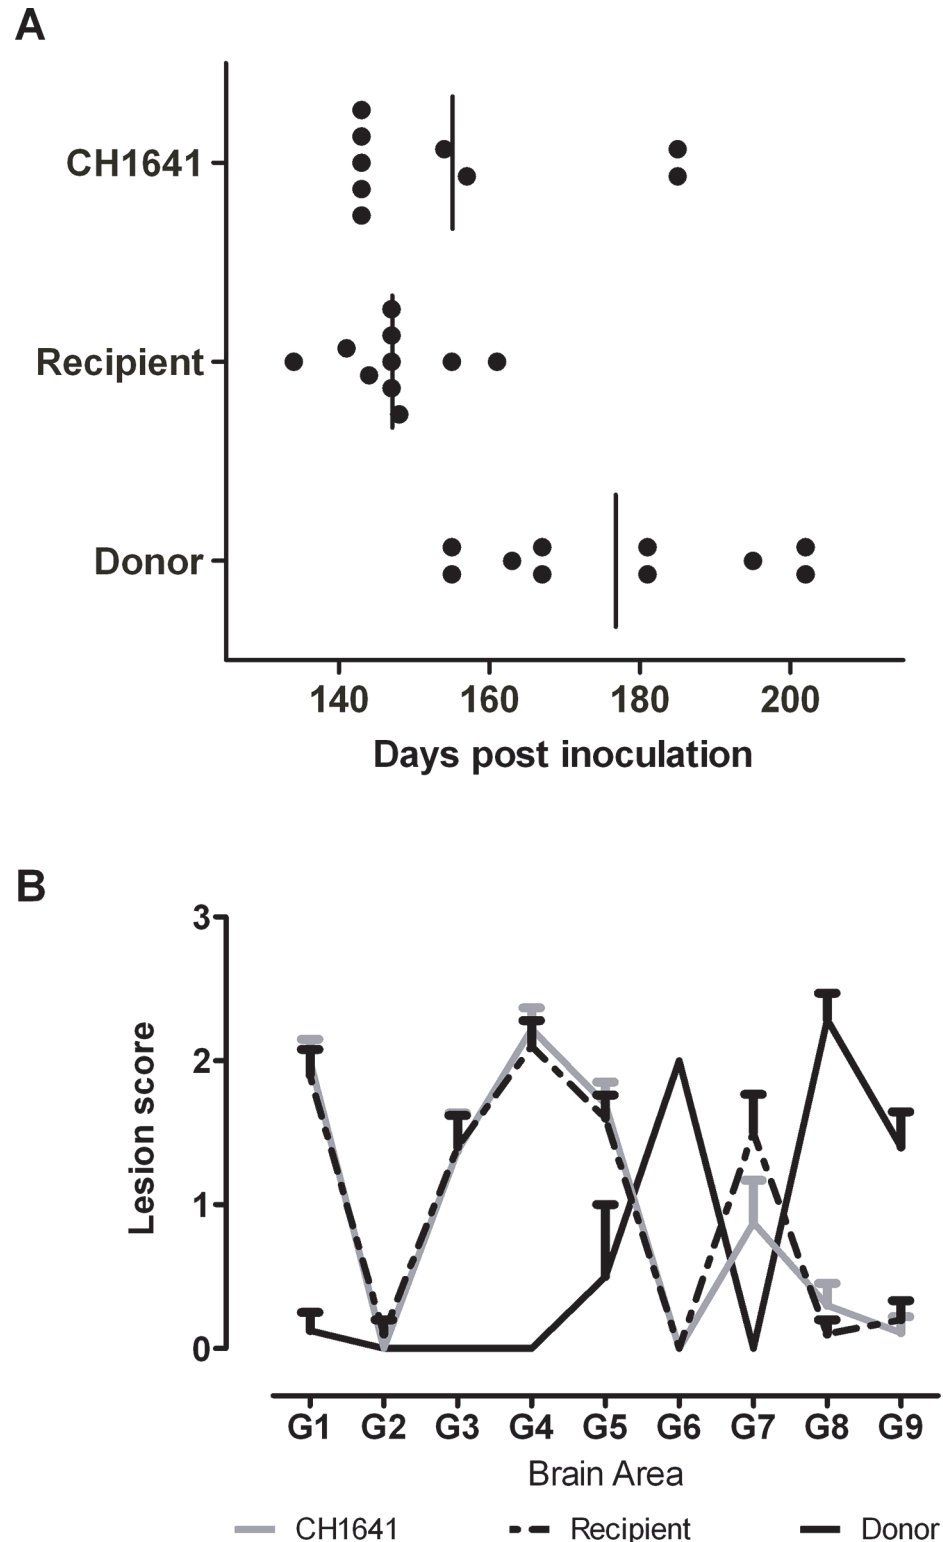 A
CH1641
Recipient
Donor
140 160 180 200
Days post inoculation
B
3
2
1
0
Lesion score
G1 G2 G3 G4 G5 G6 G7 G8 G9
Brain Area
CH1641 Recipient Donor